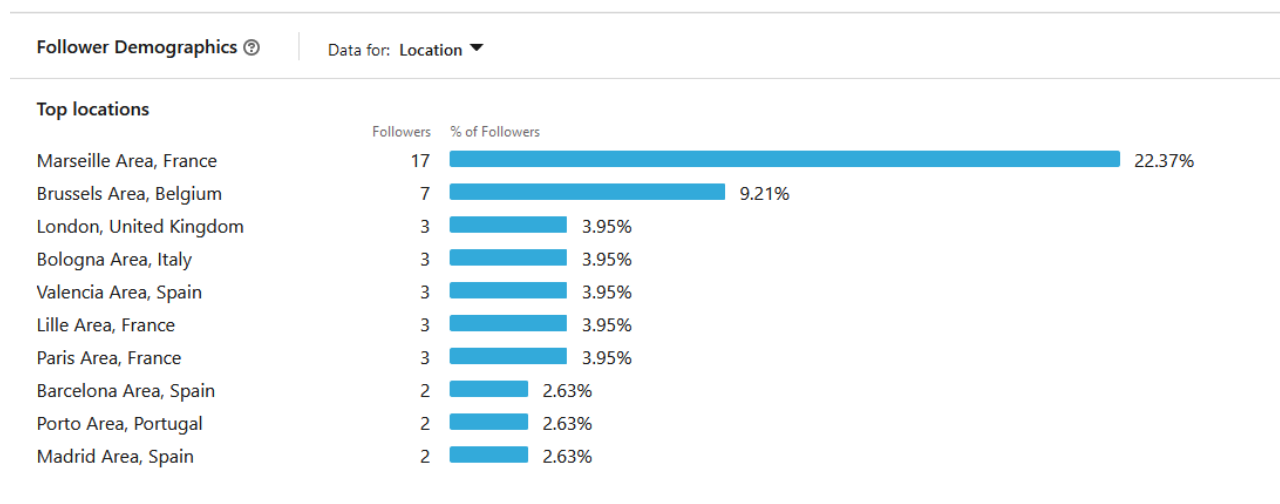 Follower Demographics ? Data for: Location
Top locations
Followers % of Followers
Marseille Area, France 17 22.37%
Brussels Area, Belgium 7 9.21%
London, United Kingdom 3 3.95%
Bologna Area, Italy 3 3.95%
Valencia Area, Spain 3 3.95%
Lille Area, France 3 3.95%
Paris Area, France 3 3.95%
Barcelona Area, Spain 2 2.63%
Porto Area, Portugal 2 2.63%
Madrid Area, Spain 2 2.63%